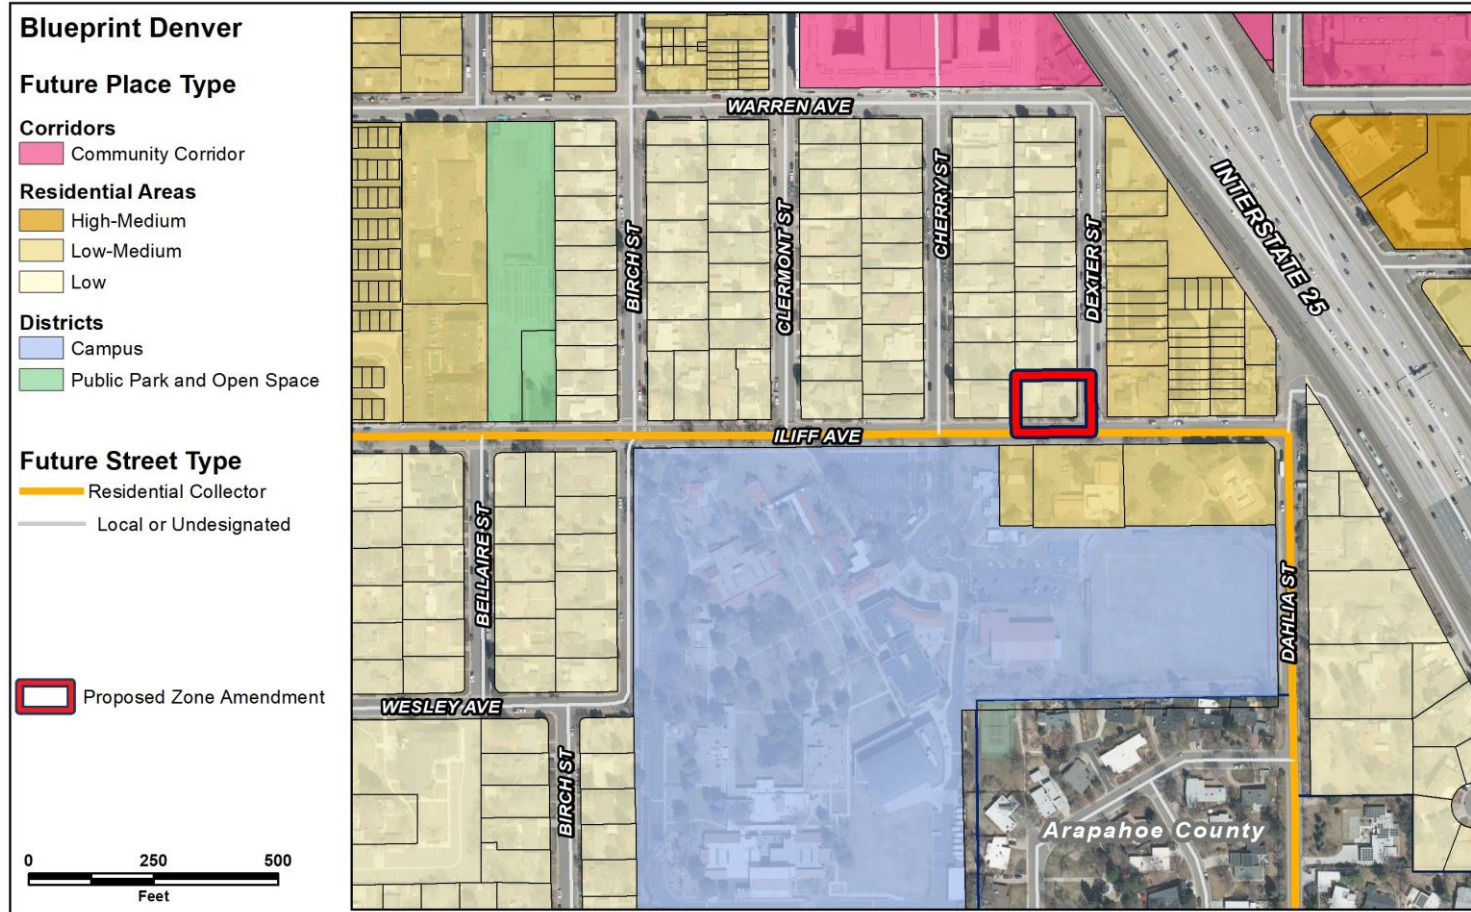 Blueprint Denver
Future Place Type
Corridors
Community Corridor
Residential Areas
High-Medium
Low-Medium
Low
Districts
Campus
Public Park and Open Space
Future Street Type
Residential Collector
Local or Undesignated
Proposed Zone Amendment
0 250 500
Feet
WARREN AVE
BIRCH ST
CLERMONT ST
CHERRY ST
DEXTER ST
INTERSTATE 25
ILIFF AVE
BELLAIRE ST
DAHLIA ST
WESLEY AVE
BIRCH ST
Arapahoe County